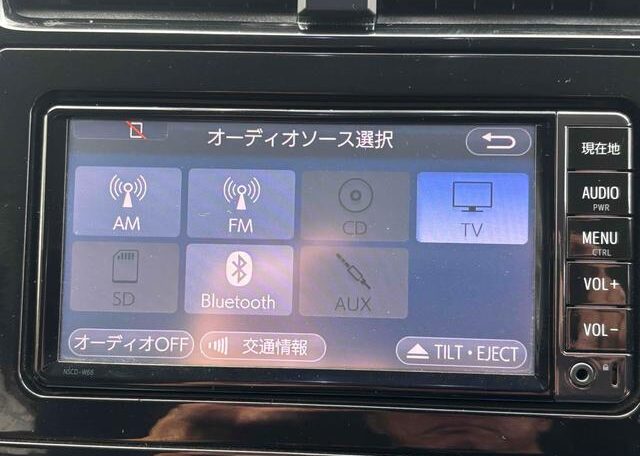 オーディオソース選択
現在地
AM
FM
CD
TV
AUDIO
PWR
MENU
CTRL
SD
Bluetooth
AUX
VOL+
オーディオOFF
交通情報
TILT・EJECT
VOL-
NSCD-W66